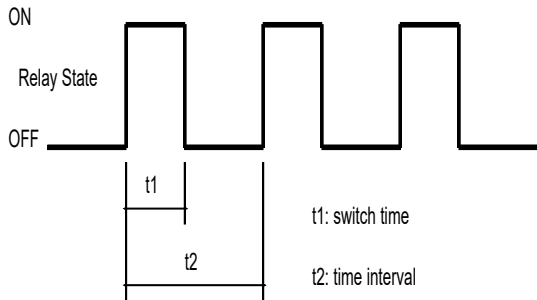 ON
Relay State
OFF
t1
t1: switch time
t2
t2: time interval